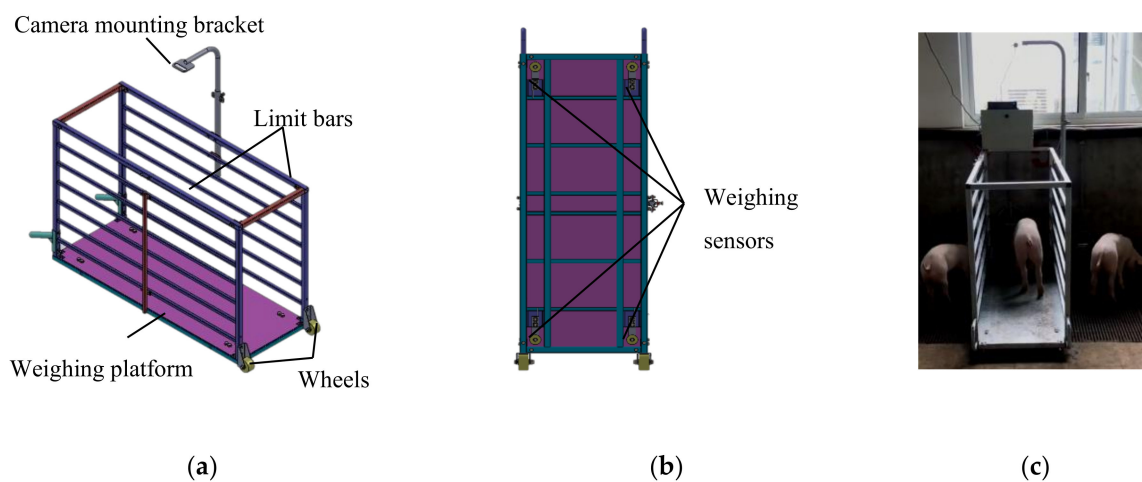 Camera mounting bracket
Limit bars
Weighing platform
Wheels
Weighing
sensors
(a)
(b)
(c)